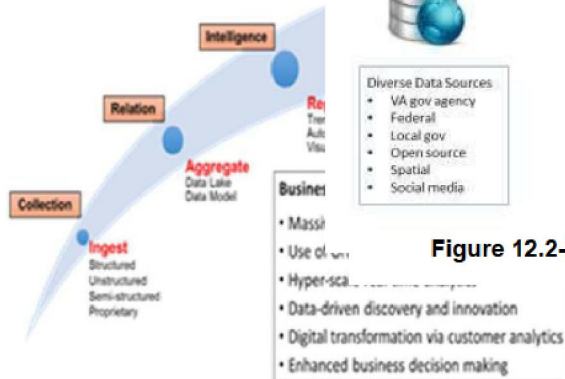 Intelligence
Relation
Collection
Aggregate
Data Lake
Data Model
Ingest
Structured
Unstructured
Semi-structured
Proprietary
Diverse Data Sources
• VA gov agency
• Federal
• Local gov
• Open source
• Spatial
• Social media
Figure 12.2-
• Use of
• Data-driven discovery and innovation
• Digital transformation via customer analytics
• Enhanced business decision making